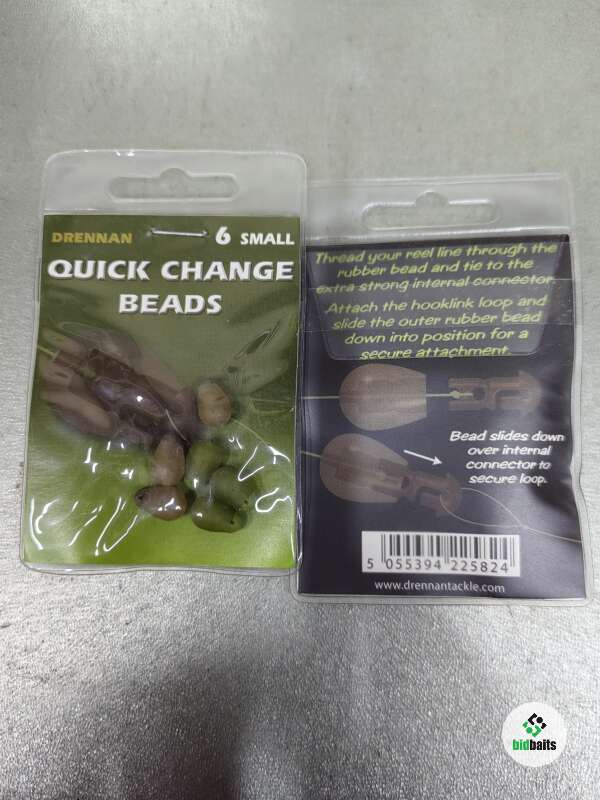 DRENNAN
6 SMALL
QUICK CHANGE
BEADS
Thread your reel line through the
rubber bead and tie to the
extra strong internal connector.
Attach the hooklink loop and
slide the outer rubber bead
down into position for a
secure attachment.
Bead slides down
over internal
connector to
secure loop.
5 055394 225824
www.drennantackle.com
bidbaits